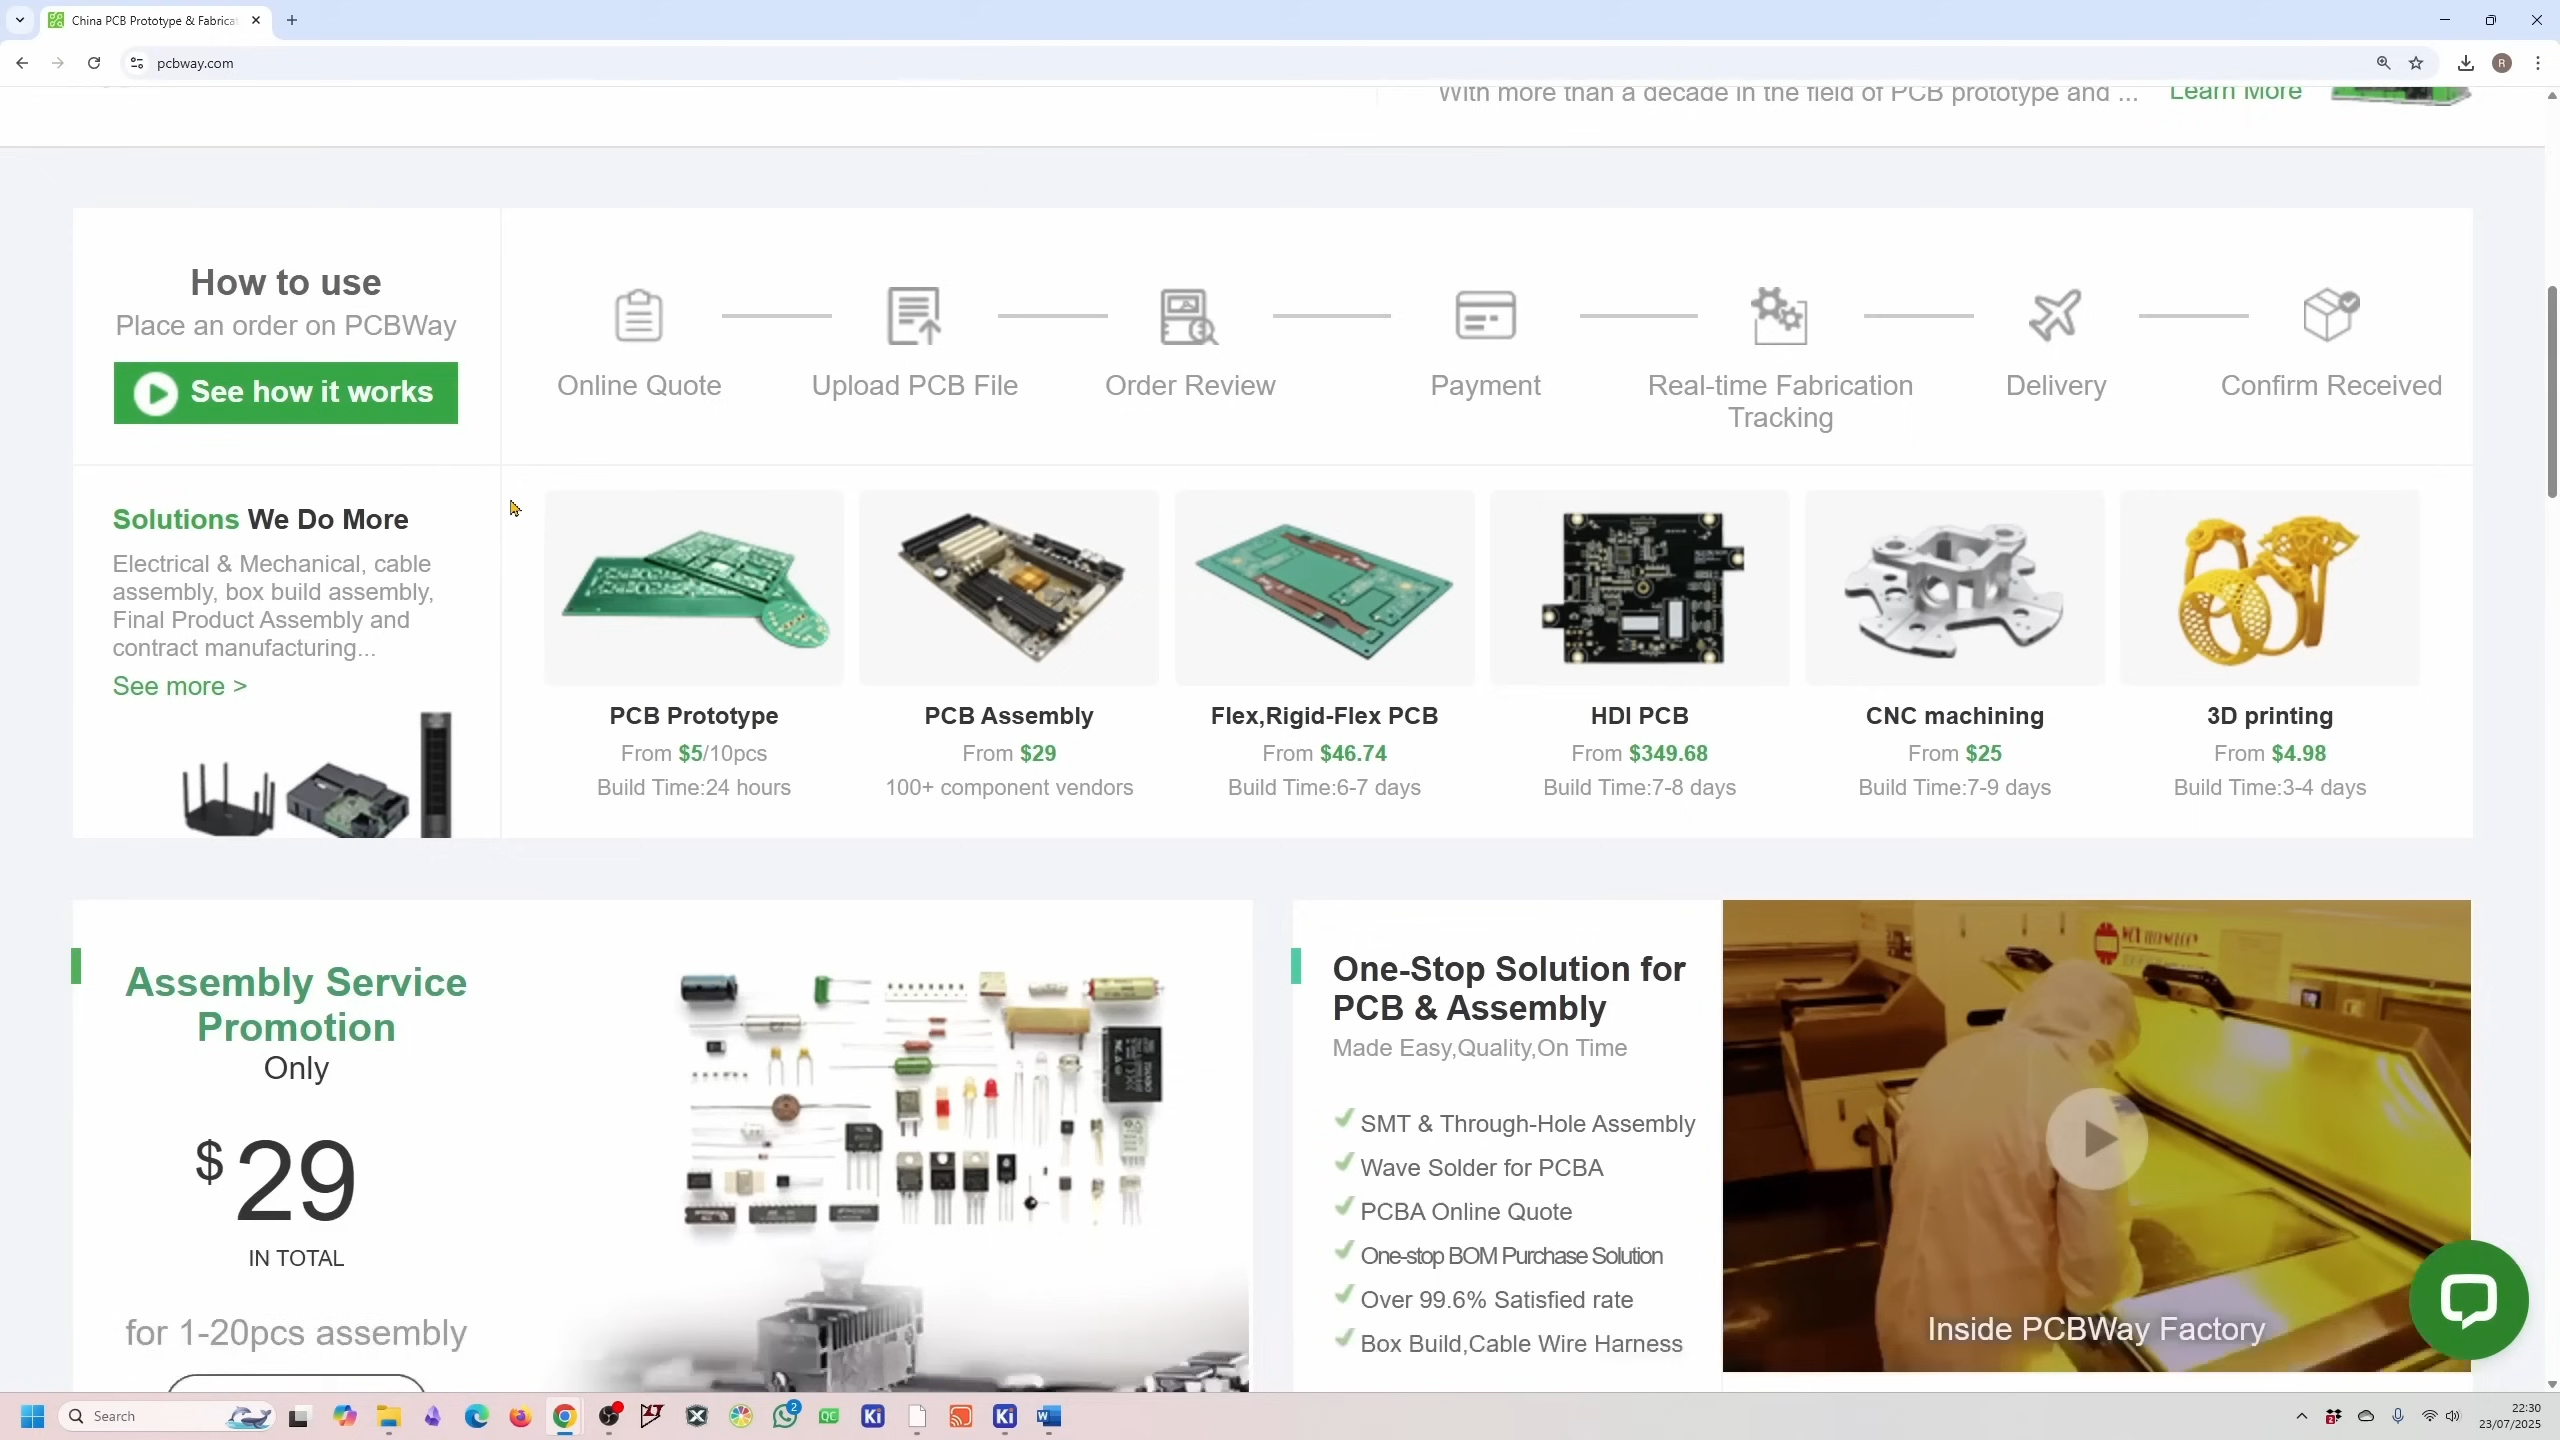 China PCB Prototype & Fabrica
pcbway.com
R
With more than a decade in the field of PCB prototype and ...
Learn More
How to use
Place an order on PCBWay
See how it works
Online Quote
Upload PCB File
Order Review
Payment
Real-time Fabrication
Tracking
Delivery
Confirm Received
Solutions We Do More
Electrical & Mechanical, cable
assembly, box build assembly,
Final Product Assembly and
contract manufacturing...
See more >
PCB Prototype
From $5/10pcs
Build Time:24 hours
PCB Assembly
From $29
100+ component vendors
Flex,Rigid-Flex PCB
From $46.74
Build Time:6-7 days
HDI PCB
From $349.68
Build Time:7-8 days
CNC machining
From $25
Build Time:7-9 days
3D printing
From $4.98
Build Time:3-4 days
Assembly Service
Promotion
Only
$29
IN TOTAL
for 1-20pcs assembly
One-Stop Solution for
PCB & Assembly
Made Easy,Quality,On Time
SMT & Through-Hole Assembly
Wave Solder for PCBA
PCBA Online Quote
One-stop BOM Purchase Solution
Over 99.6% Satisfied rate
Box Build,Cable Wire Harness
Inside PCBWay Factory
Search
2
QC
Ki
Ki
W
2
22:30
23/07/2025